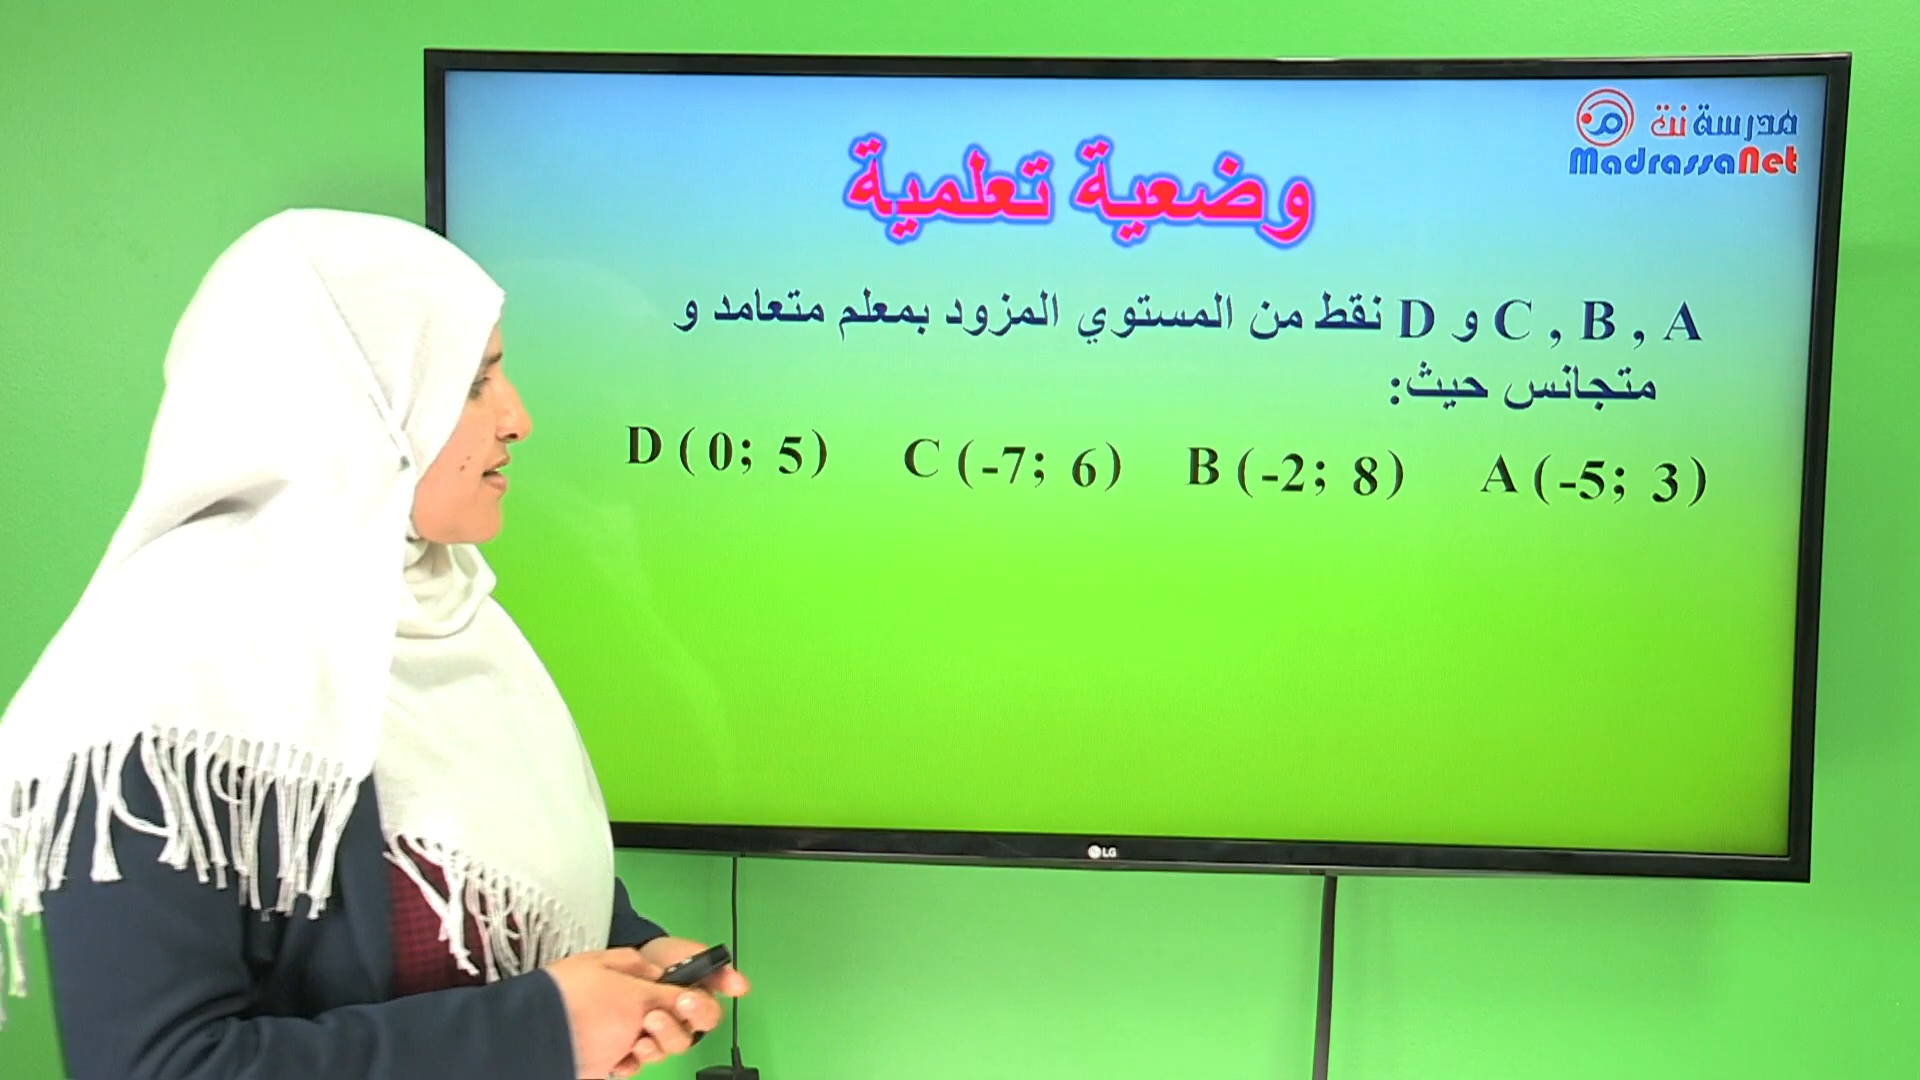 مدرسة نت
MadrassaNet
وضعية تعلمية
A , B , C و D نقط من المستوي المزود بمعلم متعامد و
متجانس حيث:
A (-5; 3) B (-2; 8) C (-7; 6) D (0; 5)
LG